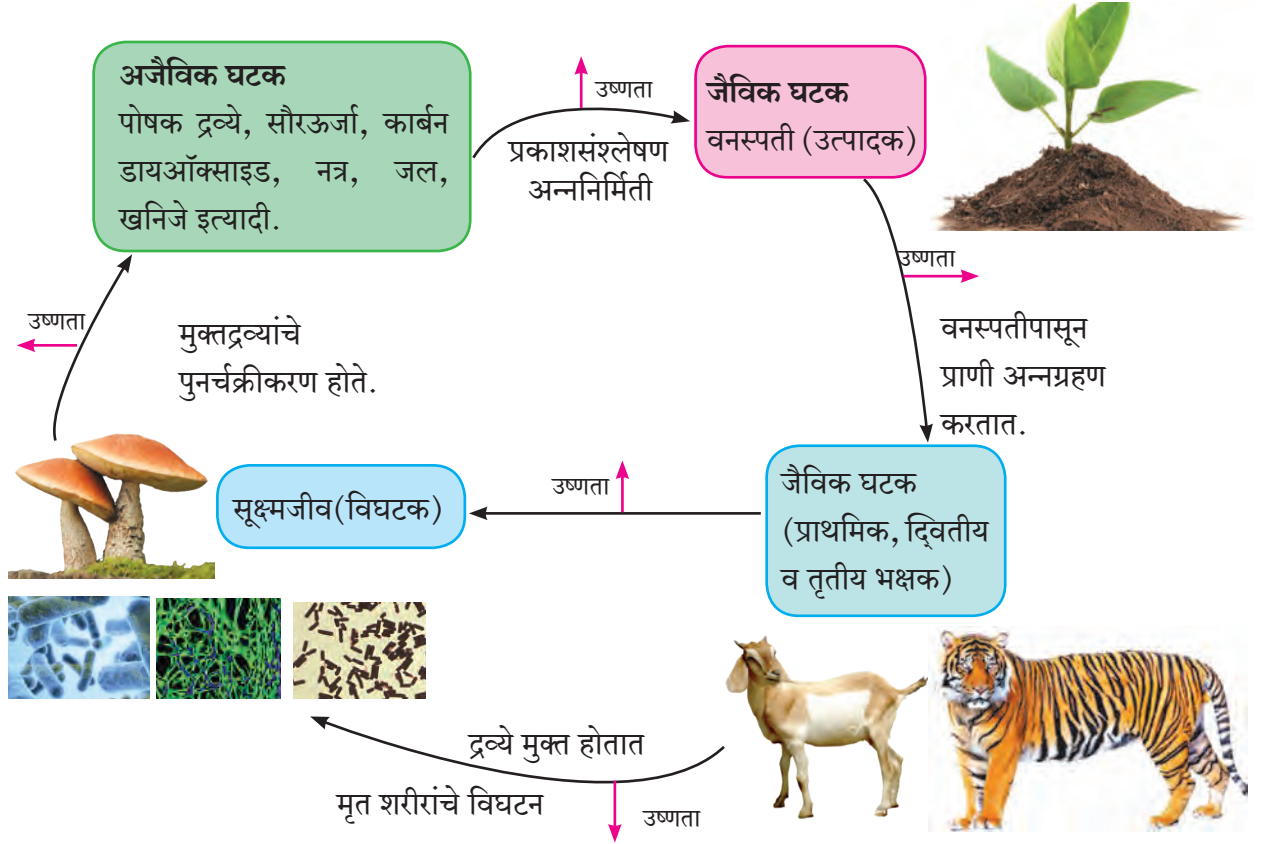 अजैविक घटक
पोषक द्रव्ये, सौरऊर्जा, कार्बन
डायऑक्साइड, नत्र, जल,
खनिजे इत्यादी.
उष्णता
प्रकाशसंश्लेषण
अन्ननिर्मिती
जैविक घटक
वनस्पती (उत्पादक)
उष्णता
वनस्पतीपासून
प्राणी अन्नग्रहण
करतात.
उष्णता
मुक्तद्रव्यांचे
पुनर्चक्रीकरण होते.
जैविक घटक
(प्राथमिक, द्वितीय
व तृतीय भक्षक)
उष्णता
सूक्ष्मजीव(विघटक)
द्रव्ये मुक्त होतात
मृत शरीरांचे विघटन
उष्णता